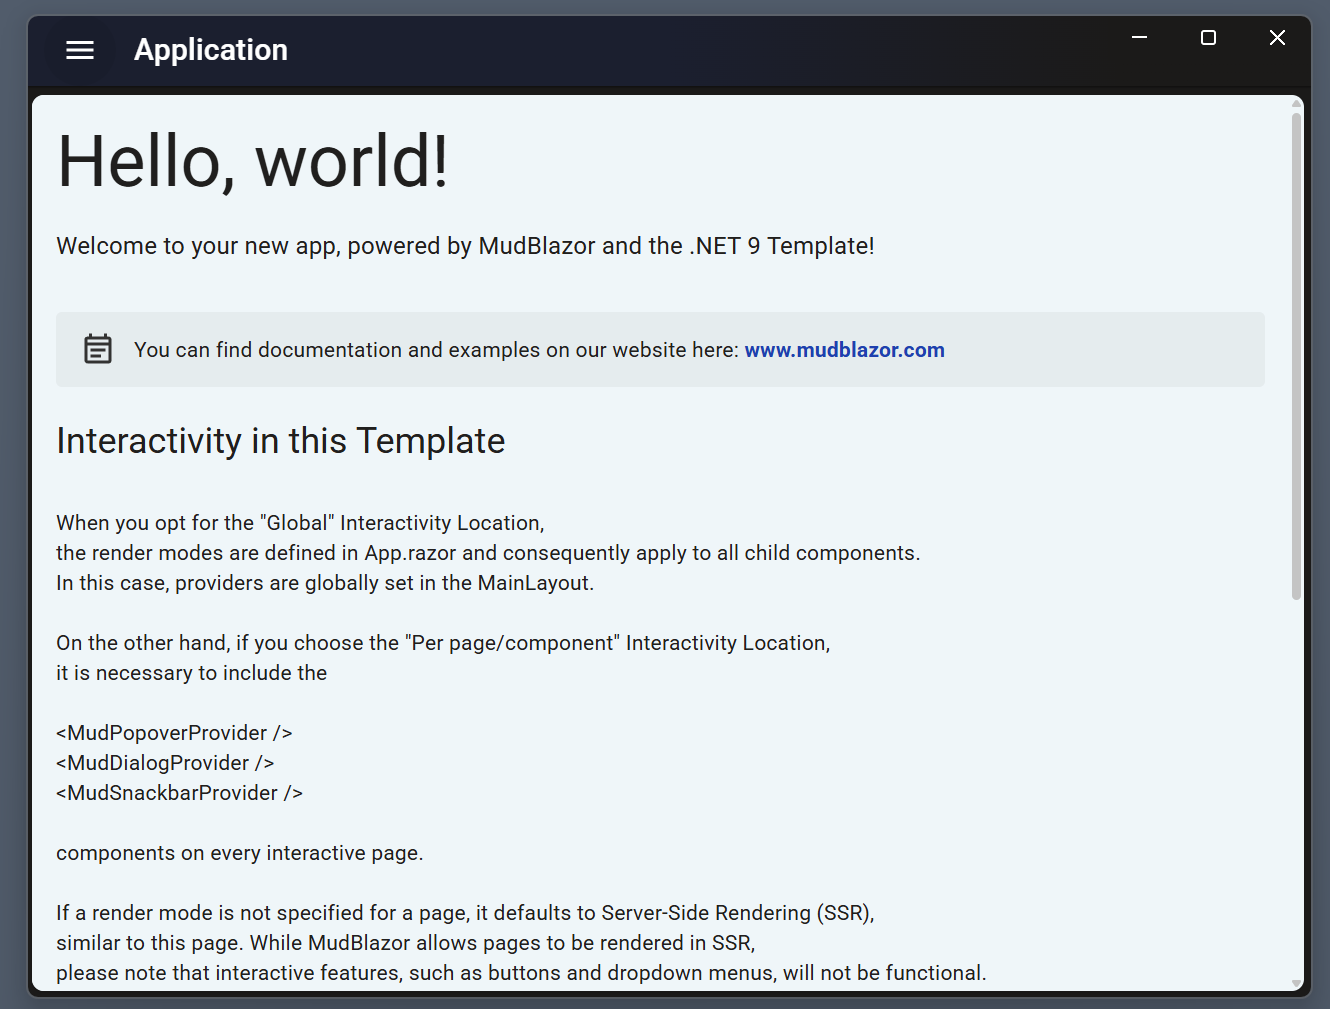 Application
Hello, world!
Welcome to your new app, powered by MudBlazor and the .NET 9 Template!
You can find documentation and examples on our website here: www.mudblazor.com
Interactivity in this Template
When you opt for the "Global" Interactivity Location,
the render modes are defined in App.razor and consequently apply to all child components.
In this case, providers are globally set in the MainLayout.
On the other hand, if you choose the "Per page/component" Interactivity Location,
it is necessary to include the
<MudPopoverProvider />
<MudDialogProvider />
<MudSnackbarProvider />
components on every interactive page.
If a render mode is not specified for a page, it defaults to Server-Side Rendering (SSR),
similar to this page. While MudBlazor allows pages to be rendered in SSR,
please note that interactive features, such as buttons and dropdown menus, will not be functional.